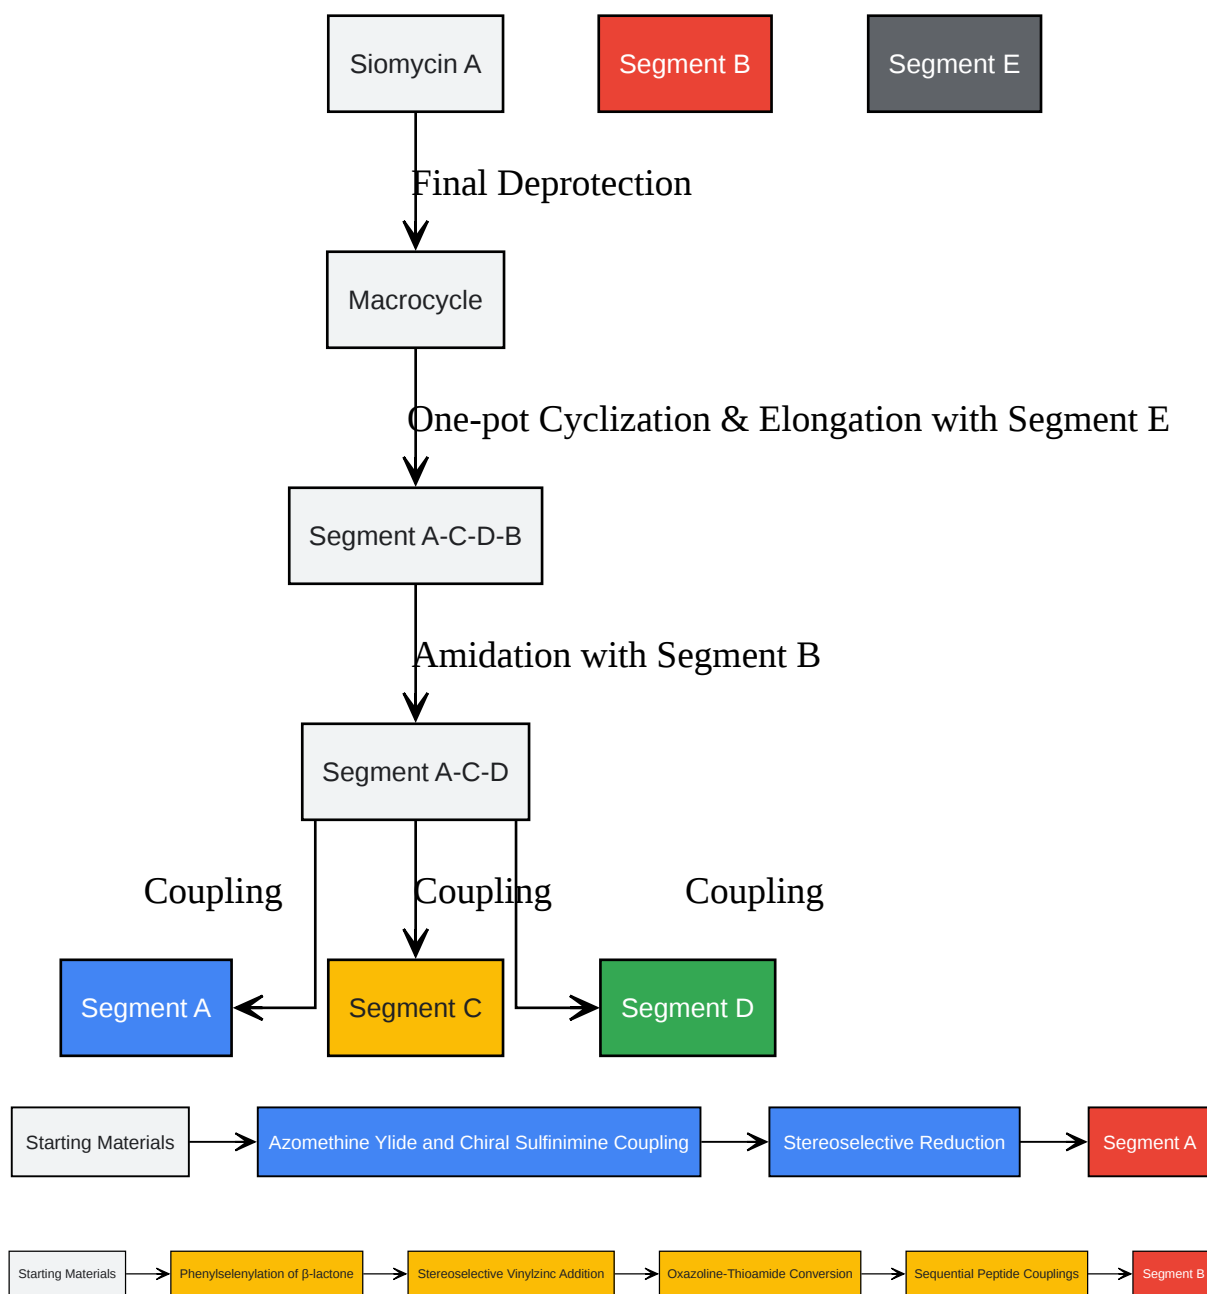 Siomycin A
Segment B
Segment E
Final Deprotection
Macrocycle
One-pot Cyclization & Elongation with Segment E
Segment A-C-D-B
Amidation with Segment B
Segment A-C-D
Coupling
Coupling
Coupling
Segment A
Segment C
Segment D
Starting Materials
Azomethine Ylide and Chiral Sulfinimine Coupling
Stereoselective Reduction
Segment A
Starting Materials
Phenylselenylation of β-lactone
Stereoselective Vinylzinc Addition
Oxazoline-Thioamide Conversion
Sequential Peptide Couplings
Segment B